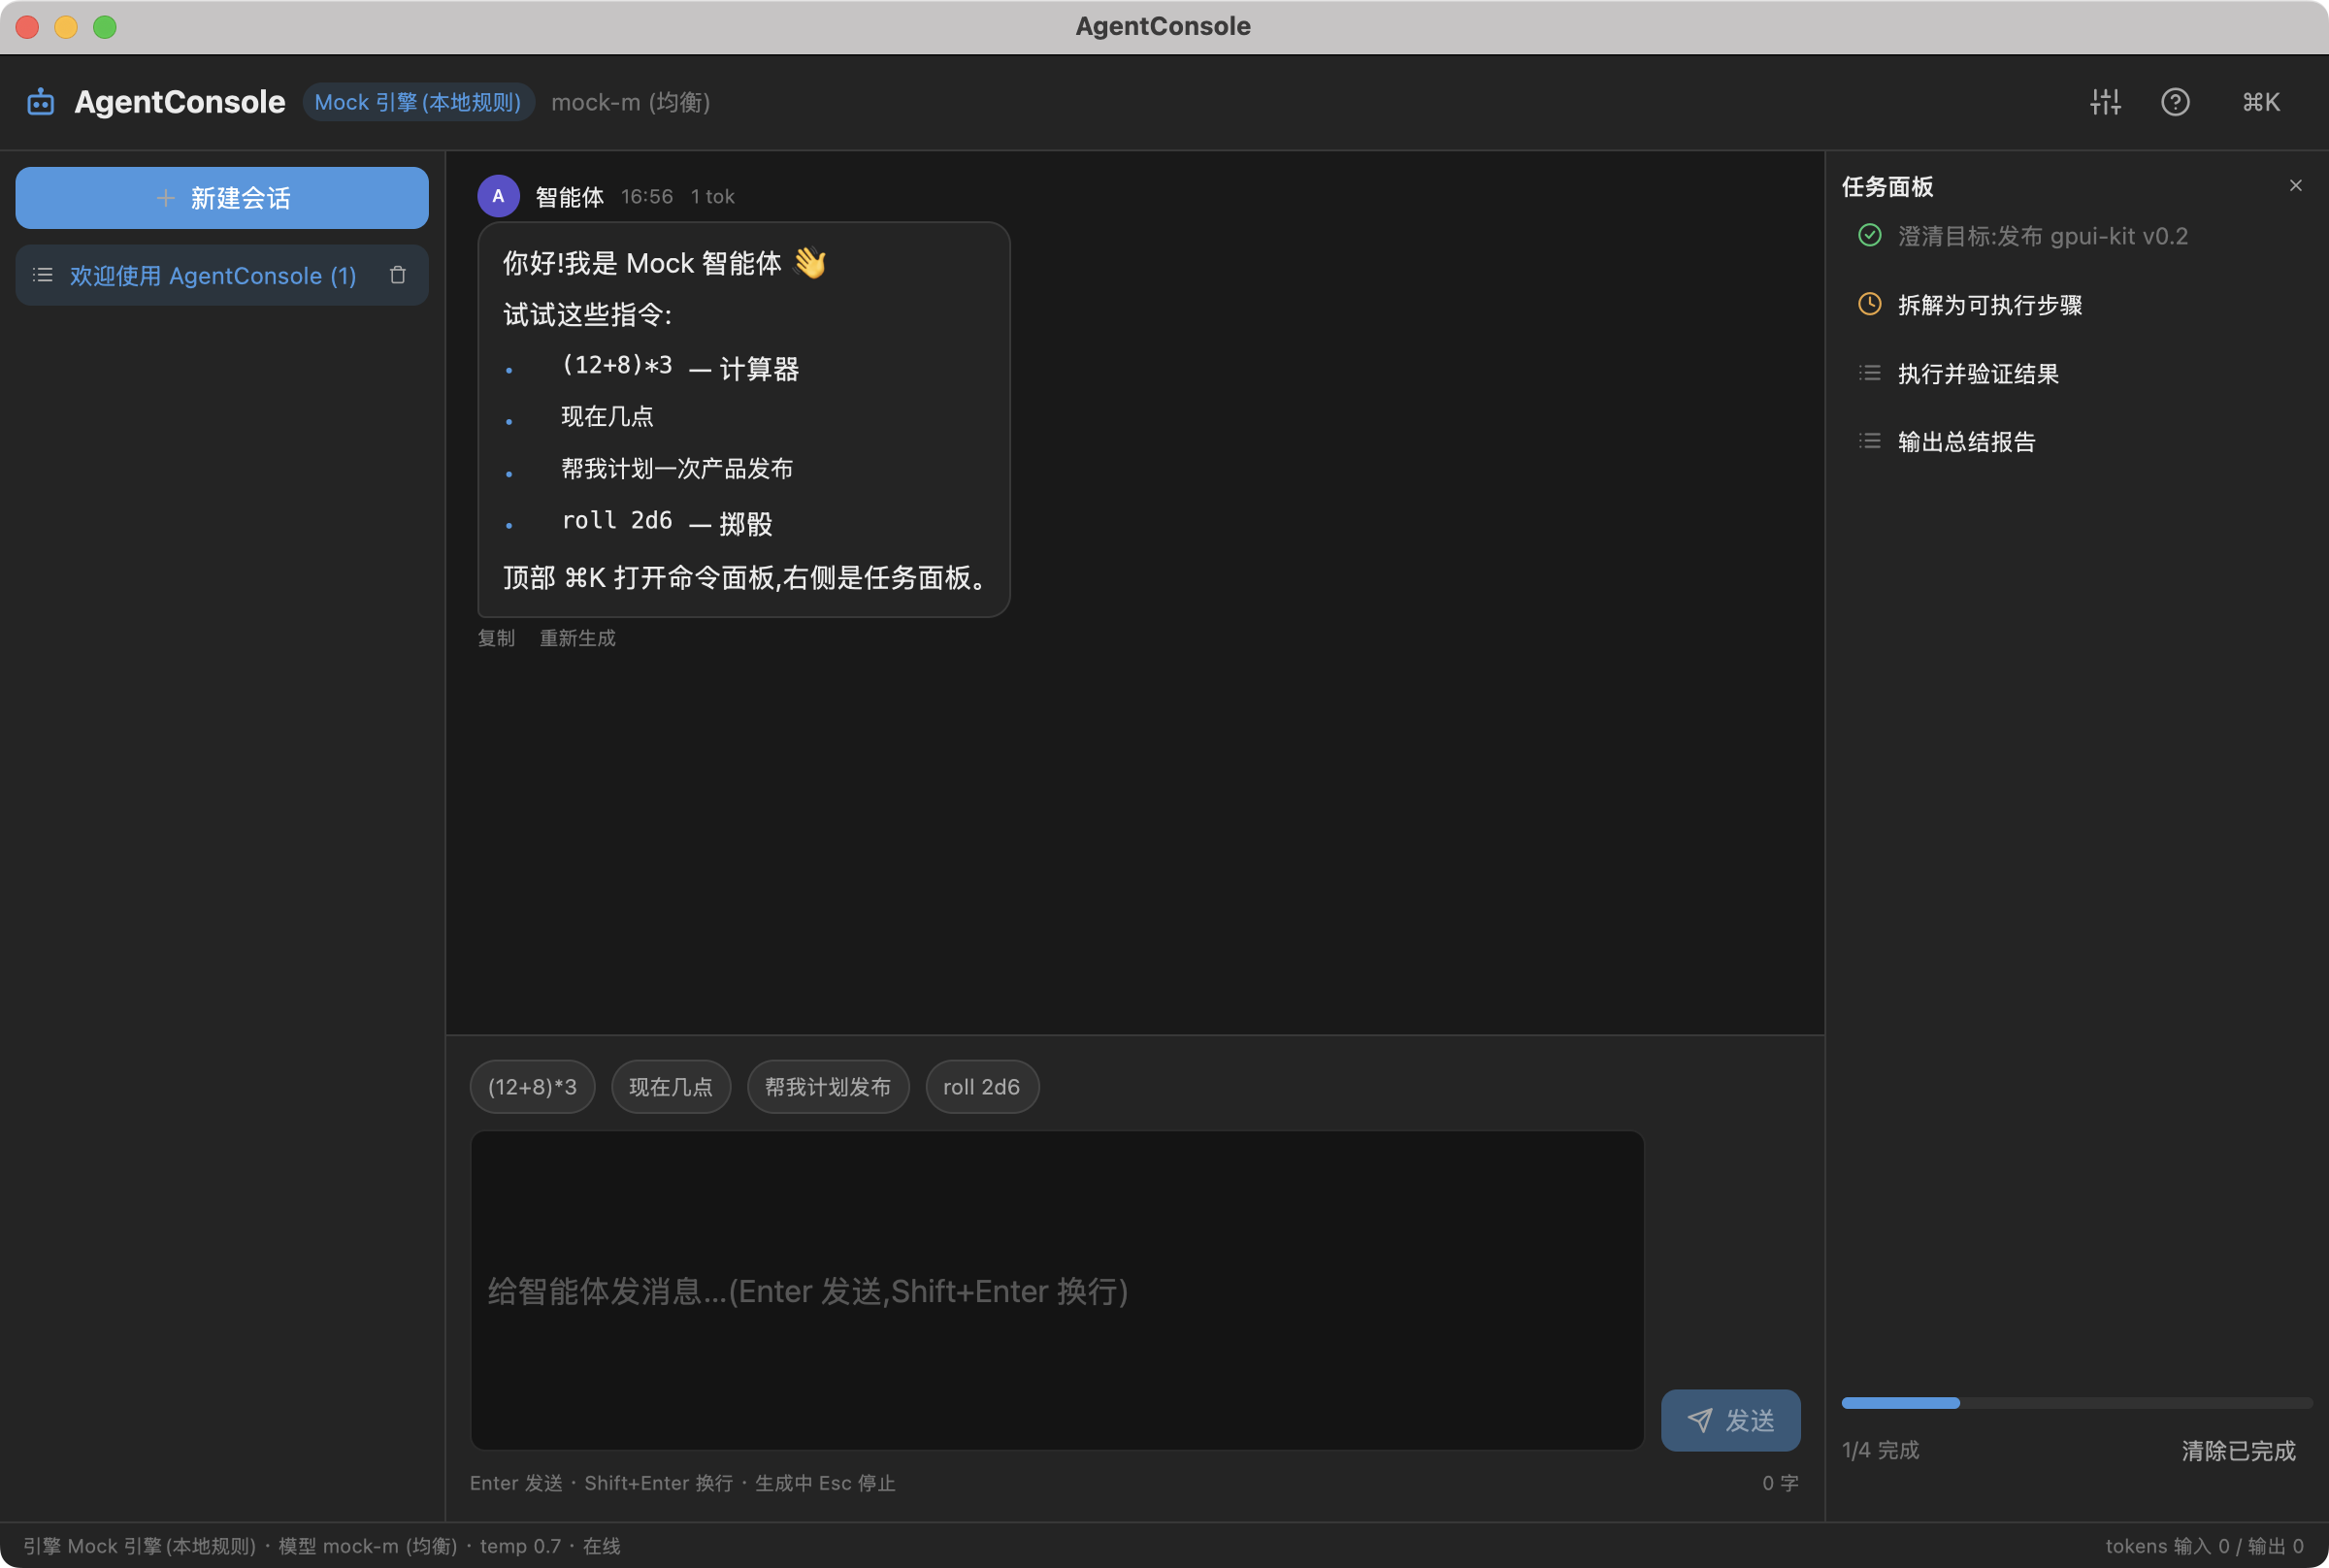 AgentConsole
AgentConsole Mock 引擎(本地规则) mock-m (均衡) ⌘K
新建会话
欢迎使用 AgentConsole (1)
A 智能体 16:56 1 tok
你好!我是 Mock 智能体 👋
试试这些指令:
• (12+8)*3 — 计算器
• 现在几点
• 帮我计划一次产品发布
• roll 2d6 — 掷骰
顶部 ⌘K 打开命令面板,右侧是任务面板。
复制 重新生成
(12+8)*3 现在几点 帮我计划发布 roll 2d6
给智能体发消息...(Enter 发送,Shift+Enter 换行)
发送
Enter 发送 · Shift+Enter 换行 · 生成中 Esc 停止 0 字
任务面板
澄清目标:发布 gpui-kit v0.2
拆解为可执行步骤
执行并验证结果
输出总结报告
1/4 完成 清除已完成
引擎 Mock 引擎(本地规则) · 模型 mock-m (均衡) · temp 0.7 · 在线 tokens 输入 0 / 输出 0